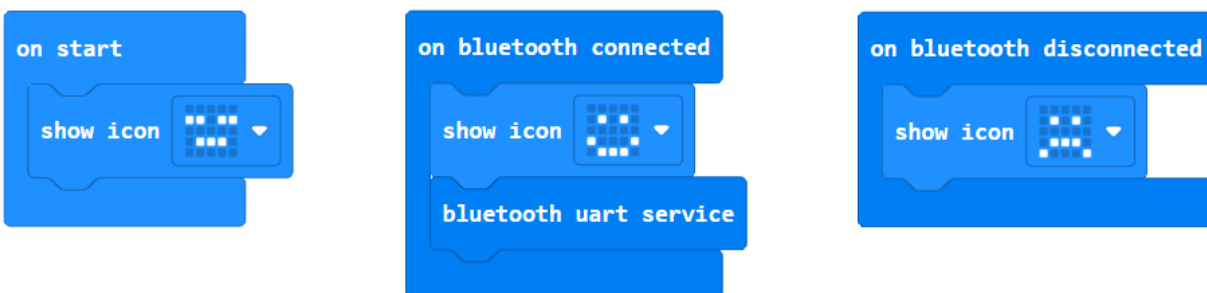 on start
show icon
on bluetooth connected
show icon
bluetooth uart service
on bluetooth disconnected
show icon